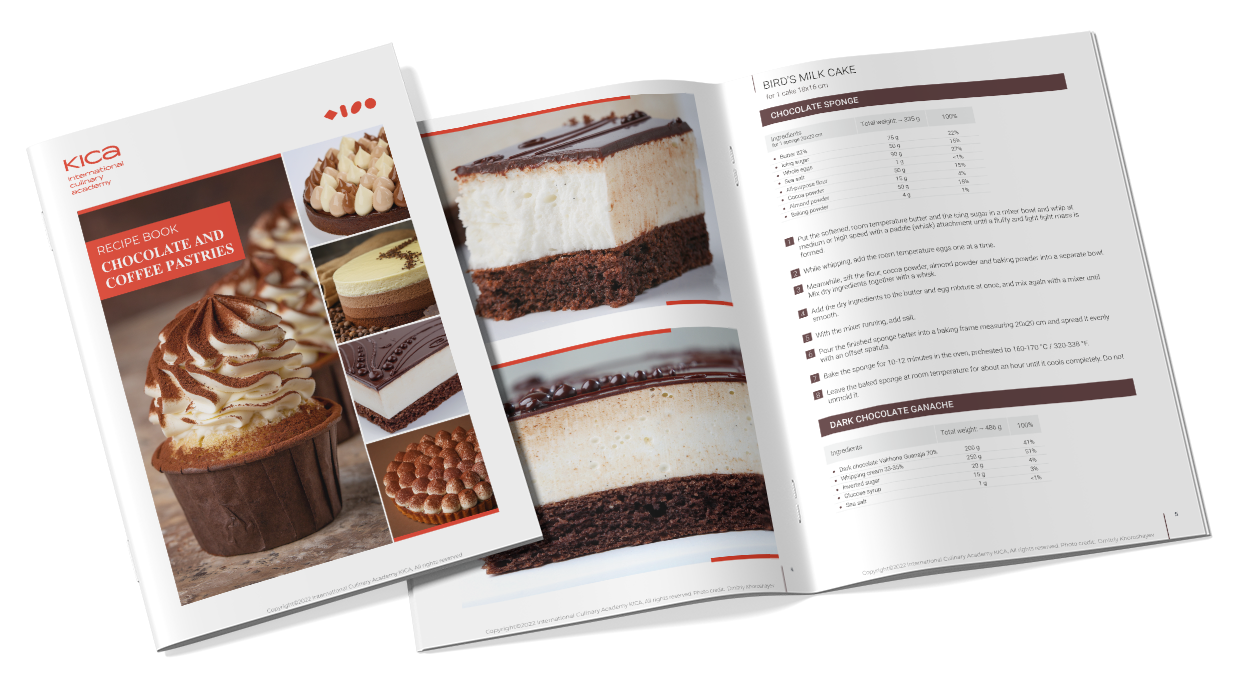 KICA
international
culinary
academy
RECIPE BOOK
CHOCOLATE AND
COFFEE PASTRIES
Copyright©2022 International Culinary Academy KICA, All rights reserved
Copyright©2022 International Culinary Academy KICA, All rights reserved. Photo credit: Dmitriy
BIRD'S MILK CAKE
for 1 cake 18x18 cm
CHOCOLATE SPONGE
Ingredients Total weight: ~ 335 g 100%
for 1 sponge 20x20 cm
• Butter 82% 75 g 22%
• Icing sugar 50 g 15%
• Whole eggs 90 g 27%
• Sea salt 1 g ~1%
• All-purpose flour 50 g 15%
• Cocoa powder 15 g 4%
• Almond powder 50 g 15%
• Baking powder 4 g 1%
1 Put the softened, room temperature butter and the icing sugar in a mixer bowl and whip at
medium or high speed with a paddle (whisk) attachment until a fluffy and light light mass is
formed
2 While whipping, add the room temperature eggs one at a time.
3 Meanwhile, sift the flour, cocoa powder, almond powder and baking powder into a separate bowl.
Mix dry ingredients together with a whisk.
4 Add the dry ingredients to the butter and egg mixture at once, and mix again with a mixer until
smooth.
5 With the mixer running, add salt.
6 Pour the finished sponge batter into a baking frame measuring 20x20 cm and spread it evenly
with an offset spatula.
7 Bake the sponge for 10-12 minutes in the oven, preheated to 160-170 °C / 320-338 °F.
8 Leave the baked sponge at room temperature for about an hour until it cools completely. Do not
unmold it.
DARK CHOCOLATE GANACHE
Ingredients Total weight: ~ 486 g 100%
• Dark chocolate Valrhona Guanaja 70% 200 g 41%
• Whipping cream 33-35% 250 g 51%
• Inverted sugar 20 g 4%
• Glucose syrup 15 g 3%
• Sea salt 1 g ~1%
Copyright©2022 International Culinary Academy KICA. All rights reserved. Photo credit: Dmitriy
5